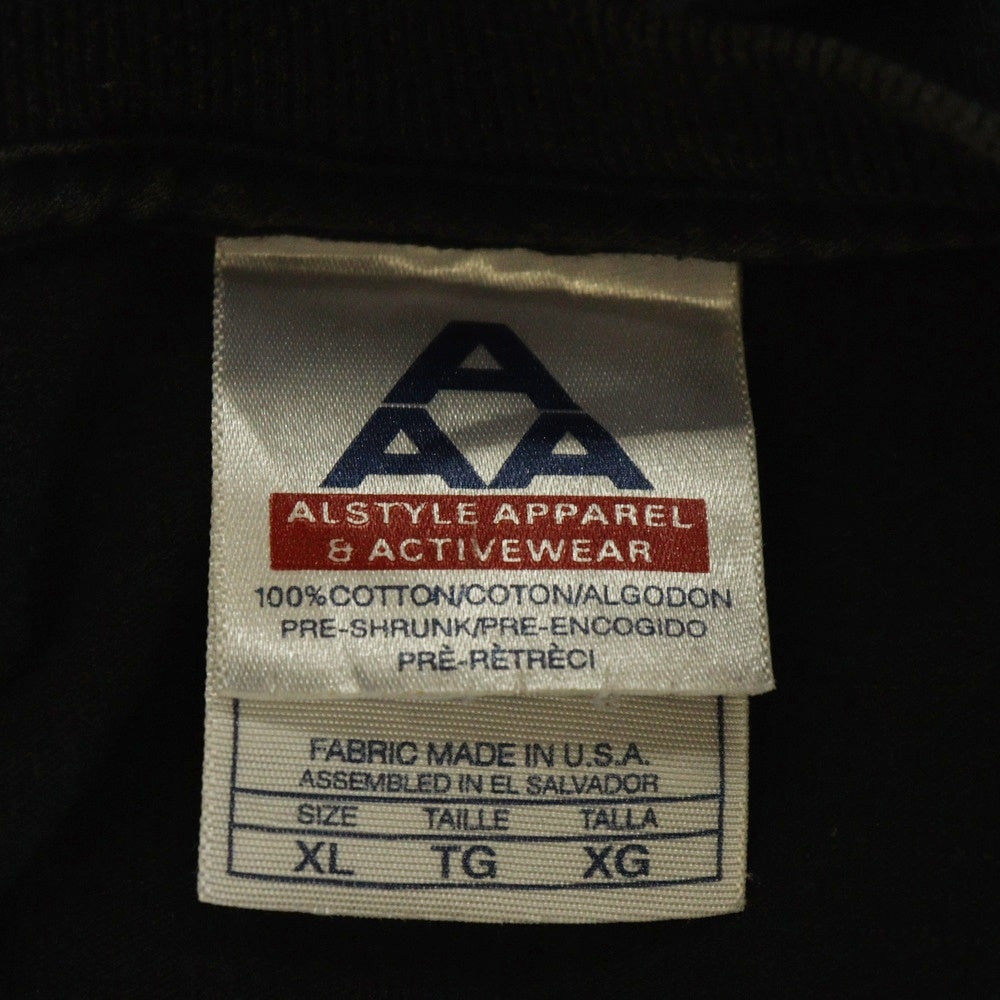 A
AA
ALSTYLE APPAREL
& ACTIVEWEAR
100%COTTON/COTON/ALGODON
PRE-SHRUNK/PRE-ENCOGIDO
PRÈ-RÈTRÈCI
FABRIC MADE IN U.S.A.
ASSEMBLED IN EL SALVADOR
SIZE TAILLE TALLA
XL TG XG